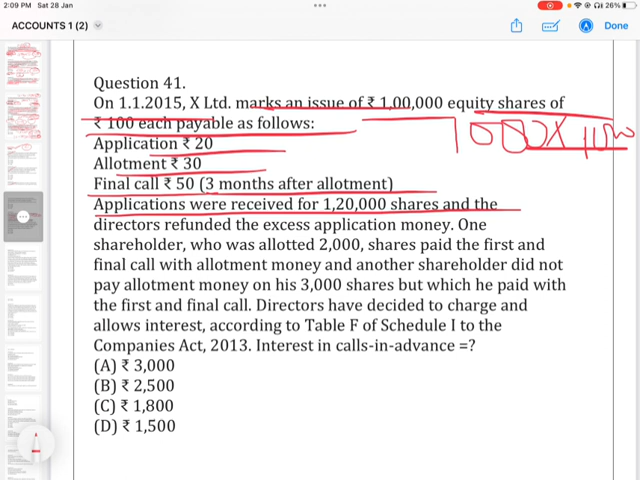 2:09 PM Sat 28 Jan
26%
ACCOUNTS 1 (2)
Done
Question 41.
On 1.1.2015, X Ltd. marks an issue of ₹ 1,00,000 equity shares of
₹ 100 each payable as follows:
Application ₹ 20
Allotment ₹ 30
Final call ₹ 50 (3 months after allotment)
Applications were received for 1,20,000 shares and the
directors refunded the excess application money. One
shareholder, who was allotted 2,000, shares paid the first and
final call with allotment money and another shareholder did not
pay allotment money on his 3,000 shares but which he paid with
the first and final call. Directors have decided to charge and
allows interest, according to Table F of Schedule I to the
Companies Act, 2013. Interest in calls-in-advance =?
(A) ₹ 3,000
(B) ₹ 2,500
(C) ₹ 1,800
(D) ₹ 1,500